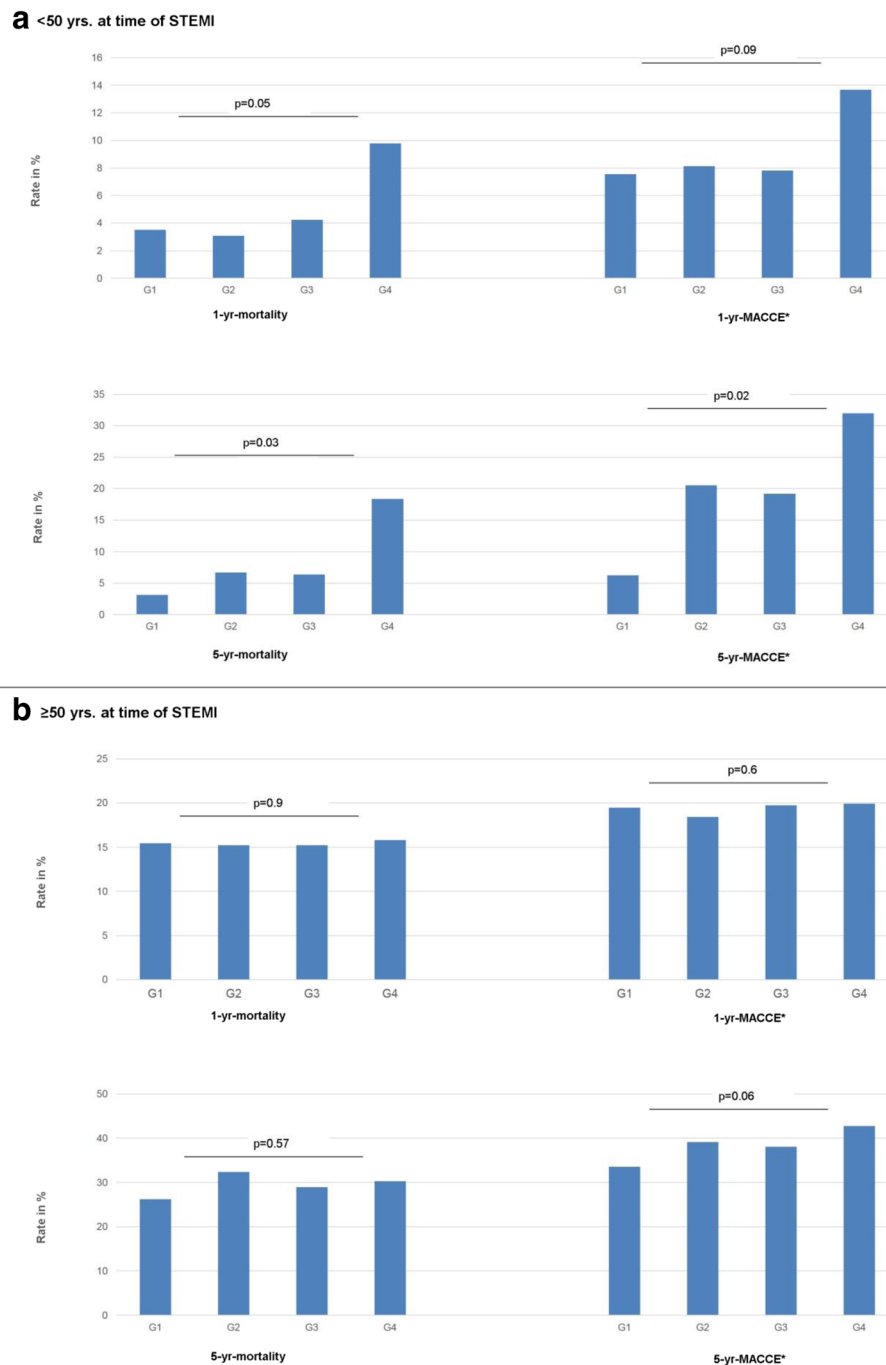 a <50 yrs. at time of STEMI
16
14
12
10
8
6
4
2
0
Rate in %
p=0.05
p=0.09
G1 G2 G3 G4 G1 G2 G3 G4
1-yr-mortality 1-yr-MACCE*
35
30
25
20
15
10
5
0
Rate in %
p=0.03
p=0.02
G1 G2 G3 G4 G1 G2 G3 G4
5-yr-mortality 5-yr-MACCE*
b ≥50 yrs. at time of STEMI
25
20
15
10
5
0
Rate in %
p=0.9
p=0.6
G1 G2 G3 G4 G1 G2 G3 G4
1-yr-mortality 1-yr-MACCE*
50
40
30
20
10
0
Rate in %
p=0.57
p=0.06
G1 G2 G3 G4 G1 G2 G3 G4
5-yr-mortality 5-yr-MACCE*